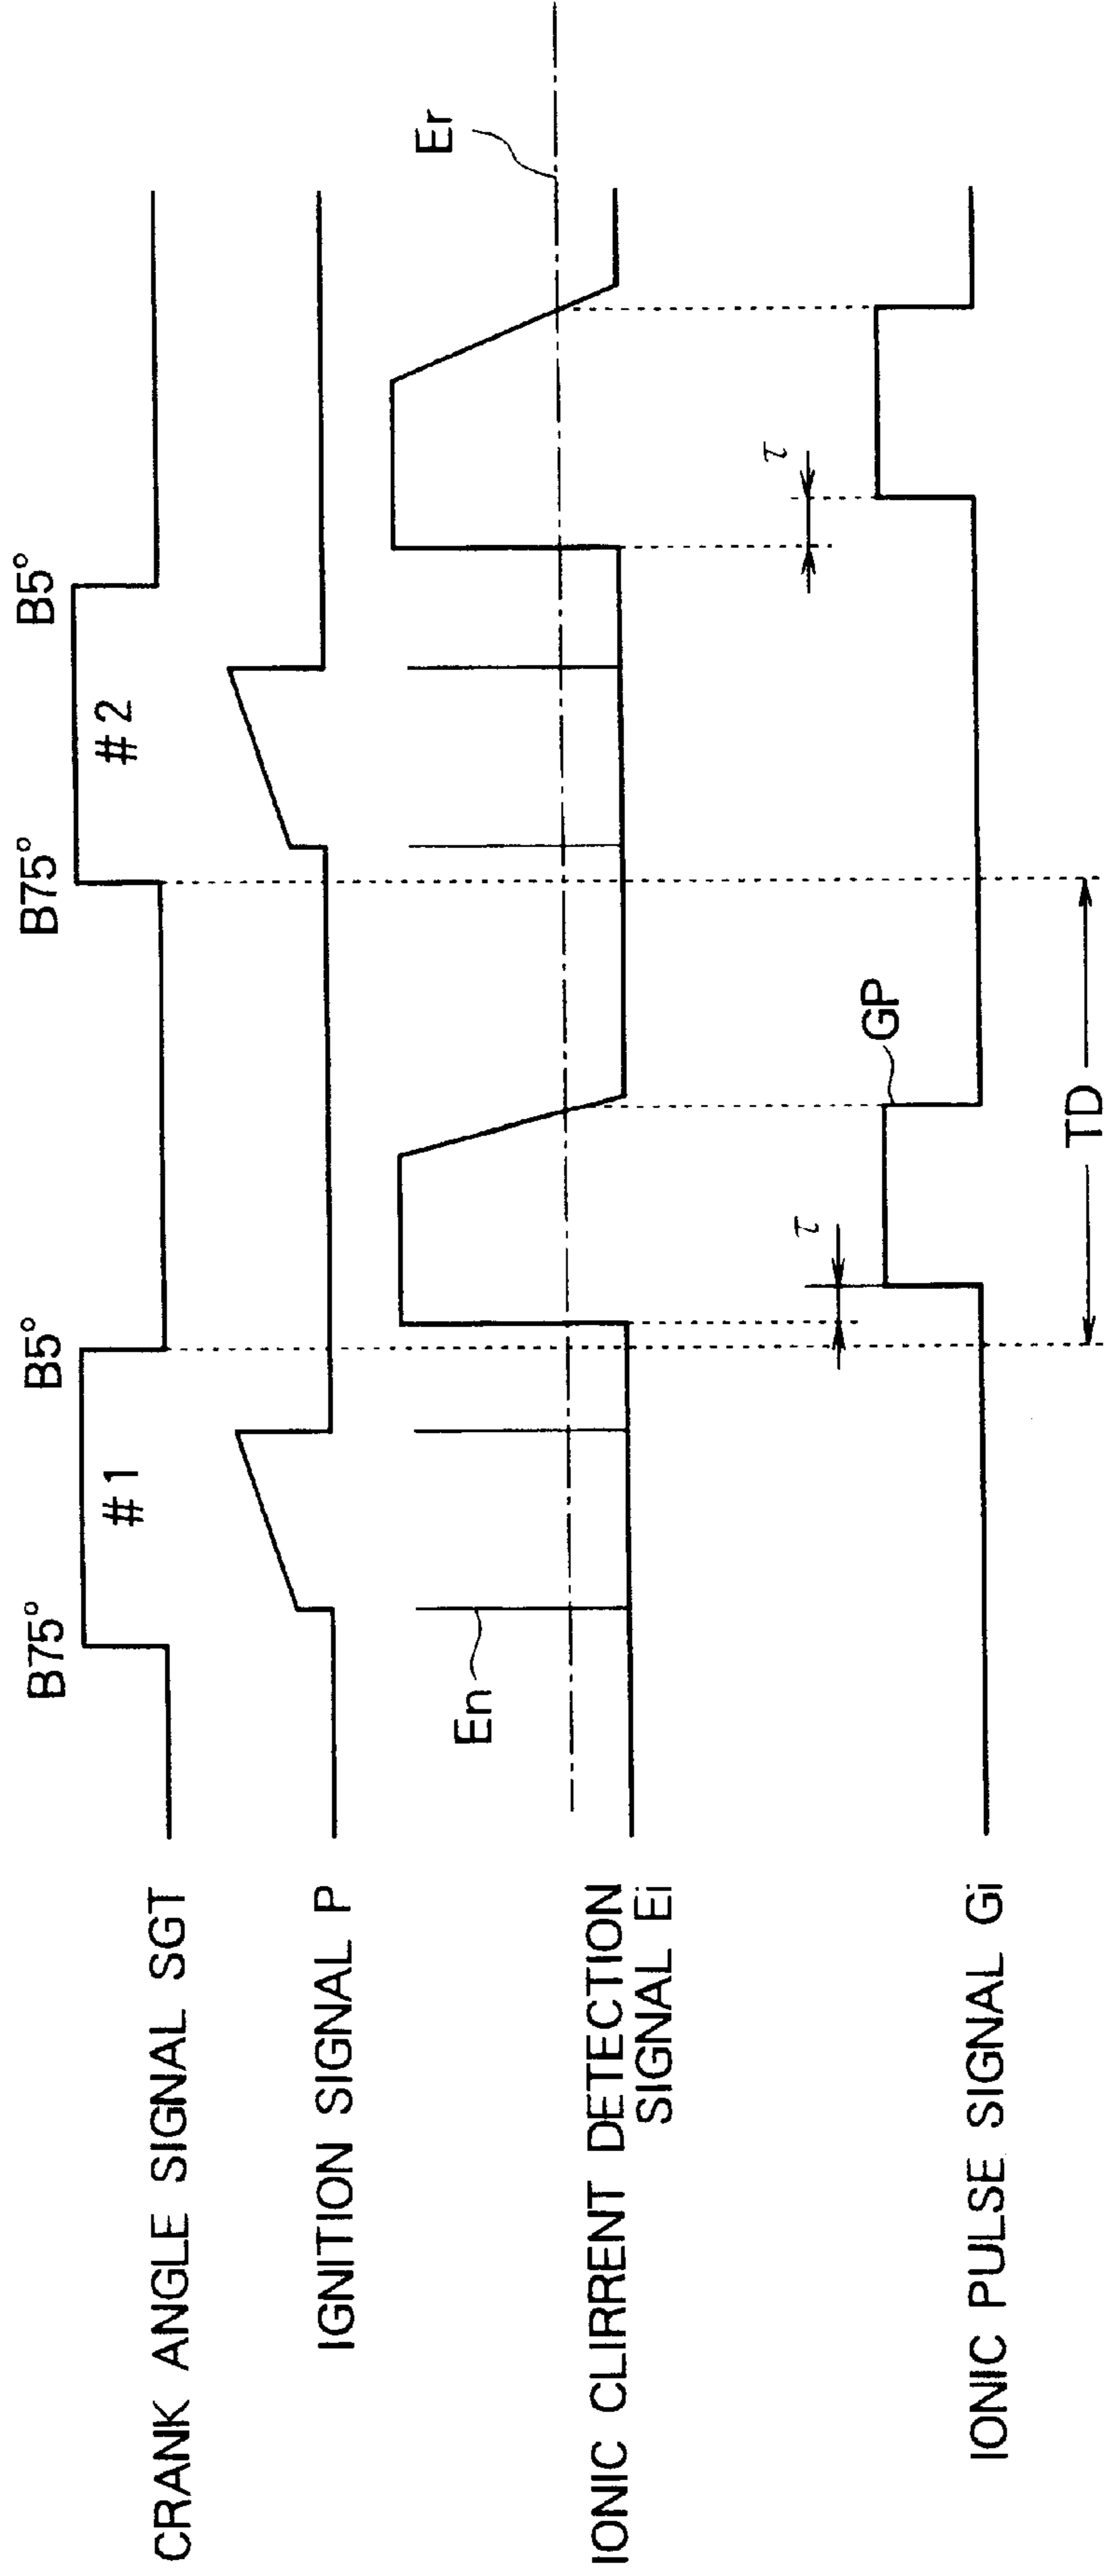 B75°
B5°
B75°
B5°
CRANK ANGLE SIGNAL SGT
#1
#2
IGNITION SIGNAL P
Er
En
IONIC CLIRRENT DETECTION
SIGNAL Ei
τ
τ
GP
IONIC PULSE SIGNAL Gi
TD